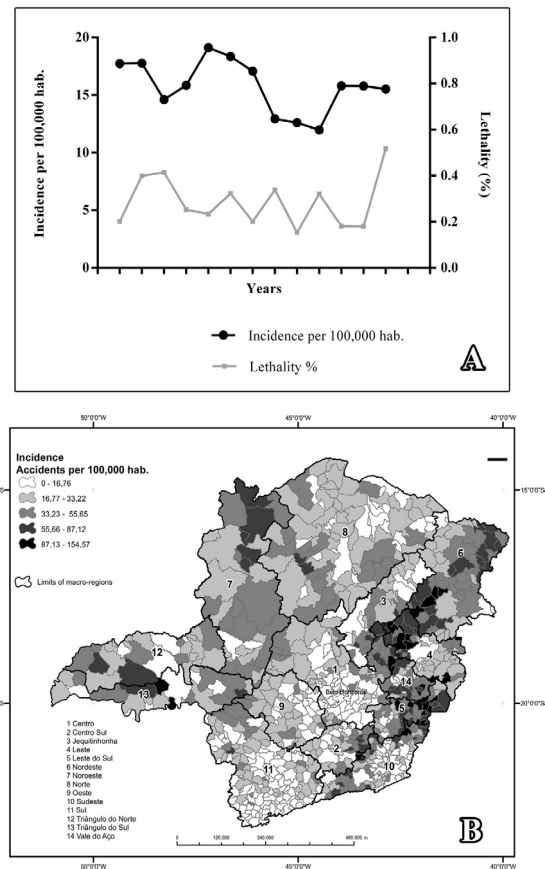 20
15
10
5
0
1.0
0.8
0.6
0.4
0.2
0.0
Incidence per 100,000 hab.
Lethality (%)
Years
Incidence per 100,000 hab.
Lethality %
A
50°0'0"W
45°0'0"W
40°0'0"W
Incidence
Accidents per 100,000 hab.
0 - 16,76
16,77 - 33,22
33,23 - 55,65
55,66 - 87,12
87,13 - 154,57
Limits of macro-regions
15°0'0"S
20°0'0"S
8
6
7
3
12
4
1
14
13
Belo Horizonte
9
5
2
10
11
1 Centro
2 Centro Sul
3 Jequitinhonha
4 Leste
5 Leste do Sul
6 Nordeste
7 Noroeste
8 Norte
9 Oeste
10 Sudeste
11 Sul
12 Triângulo do Norte
13 Triângulo do Sul
14 Vale do Aço
0 120.000 240.000 480.000 m
B
50°0'0"W
45°0'0"W
40°0'0"W